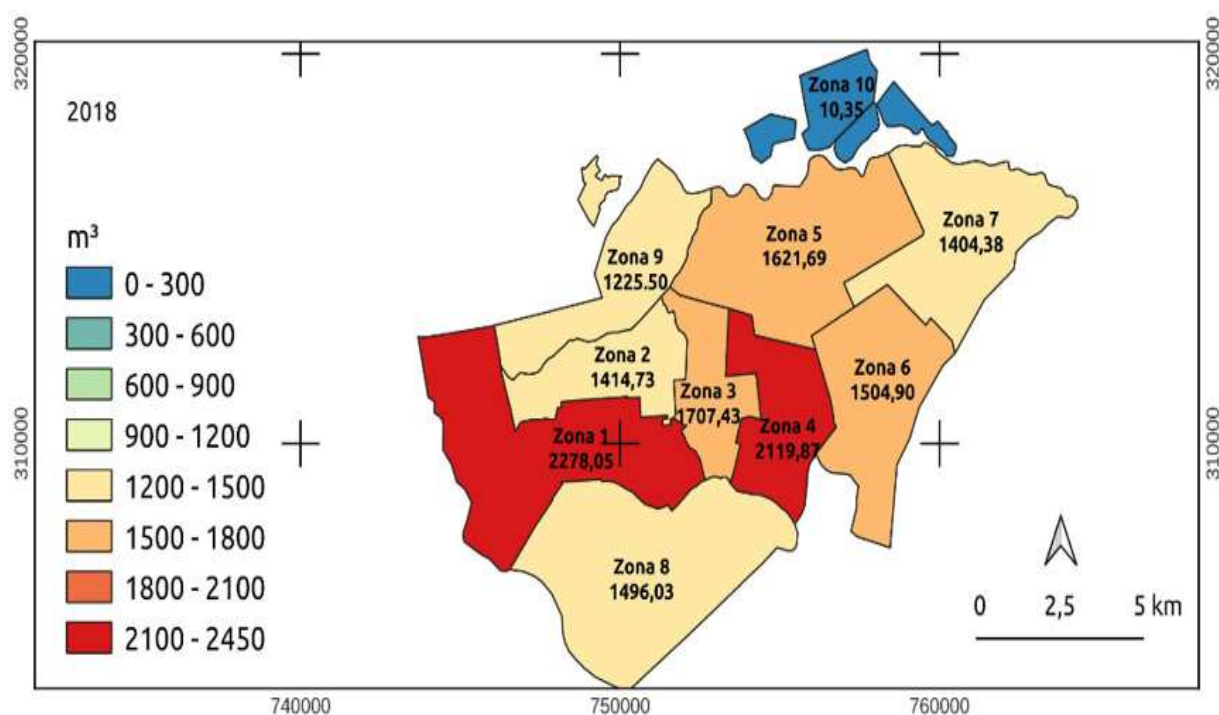 320000
320000
2018
Zona 10
10,35
Zona 7
1404,38
Zona 5
1621,69
Zona 9
1225.50
m³
0 - 300
300 - 600
600 - 900
900 - 1200
1200 - 1500
1500 - 1800
1800 - 2100
2100 - 2450
Zona 2
1414,73
Zona 6
1504,90
Zona 3
1707,43
Zona 4
2119,87
Zona 1
2278,05
310000
310000
Zona 8
1496,03
0 2,5 5 km
740000 750000 760000